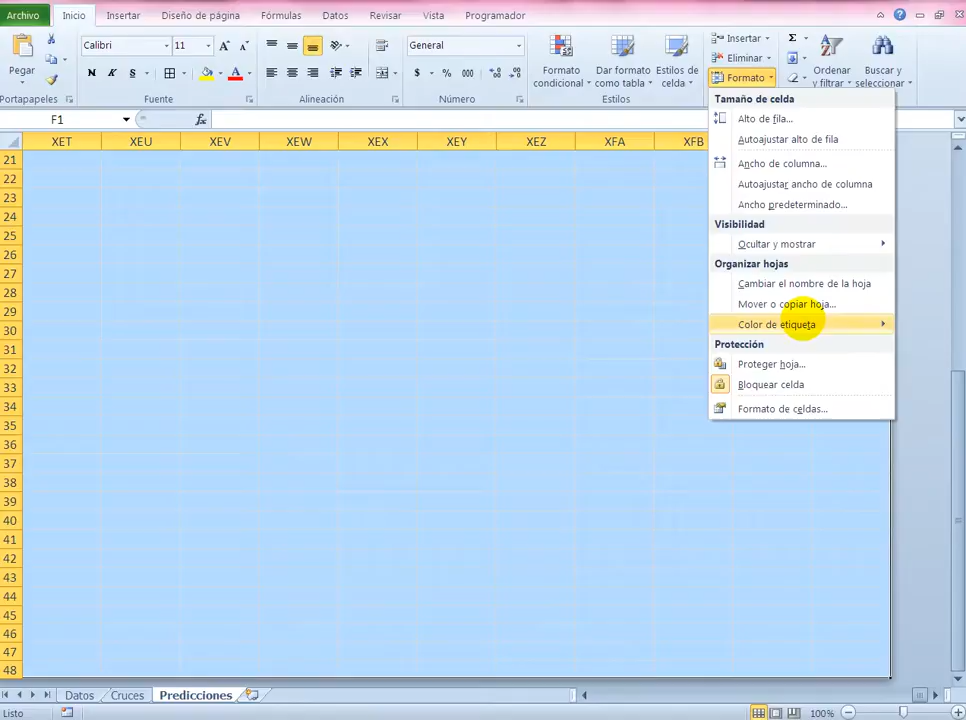 Archivo Inicio Insertar Diseño de página Fórmulas Datos Revisar Vista Programador
Calibri 11 General Insertar Σ
Eliminar
Pegar N K S $ % 000 Formato condicional Dar formato como tabla Estilos de celda Formato Ordenar y filtrar Buscar y seleccionar
Portapapeles Fuente Alineación Número Estilos
F1 fx
XET XEU XEV XEW XEX XEY XEZ XFA XFB
Tamaño de celda
Alto de fila...
Autoajustar alto de fila
Ancho de columna...
Autoajustar ancho de columna
Ancho predeterminado...
Visibilidad
Ocultar y mostrar
Organizar hojas
Cambiar el nombre de la hoja
Mover o copiar hoja...
Color de etiqueta
Protección
Proteger hoja...
Bloquear celda
Formato de celdas...
21
22
23
24
25
26
27
28
29
30
31
32
33
34
35
36
37
38
39
40
41
42
43
44
45
46
47
48
Datos Cruces Predicciones
Listo 100%